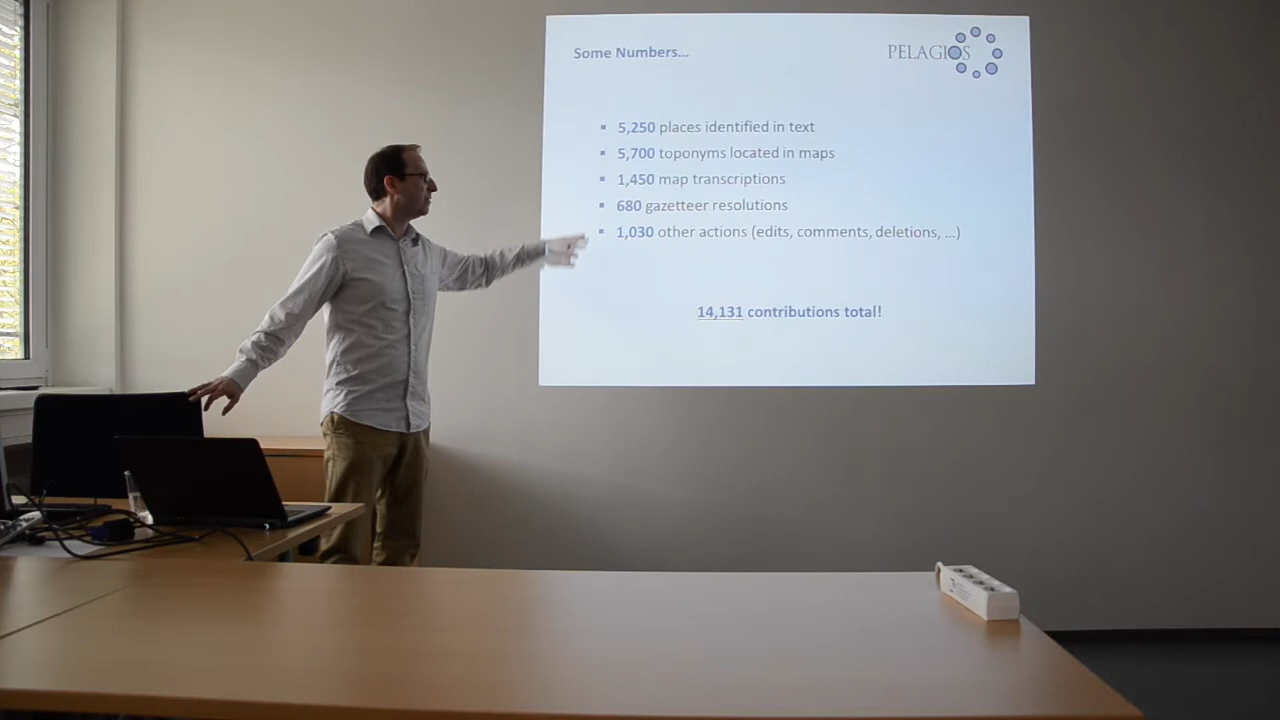 Some Numbers...
PELAGIOS
▪ 5,250 places identified in text
▪ 5,700 toponyms located in maps
▪ 1,450 map transcriptions
▪ 680 gazetteer resolutions
▪ 1,030 other actions (edits, comments, deletions, ...)
14,131 contributions total!